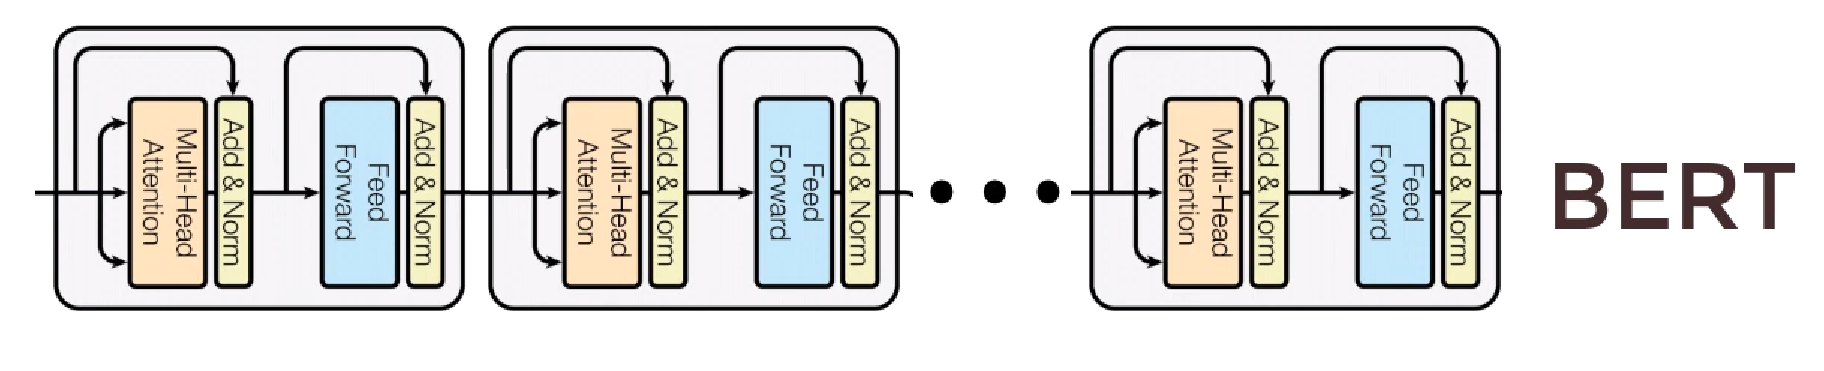 Multi-Head
Attention
Add & Norm
Feed
Forward
Add & Norm
Multi-Head
Attention
Add & Norm
Feed
Forward
Add & Norm
Multi-Head
Attention
Add & Norm
Feed
Forward
Add & Norm
BERT